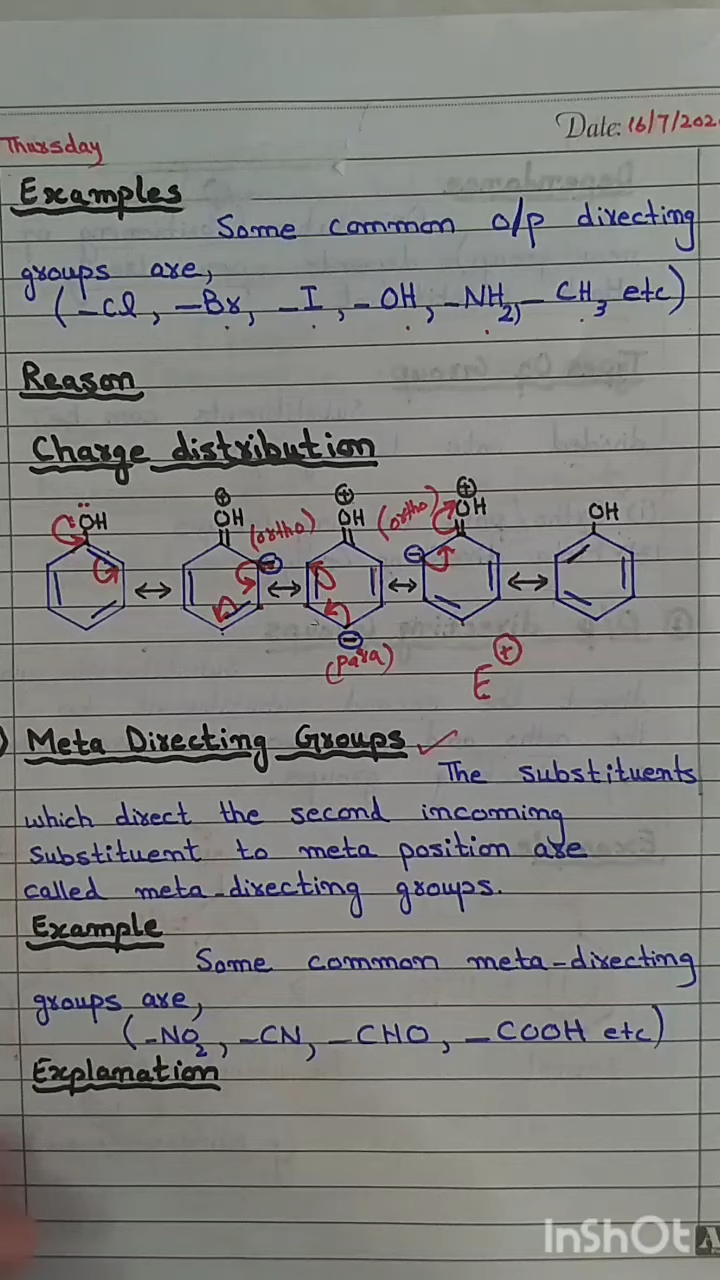 Date: 16/7/202
Thursday
Examples
Some common o/p directing
groups are,
(-Cl, -Br, -I, -OH, -NH2, -CH3 etc)
Reason
Charge distribution
ÖH ⊕ OH (ortho) ⊕ OH (ortho) ⊕ OH OH
⊖ ↔ ⊖ ↔ ↔ ↔
⊖
(para)
E⊕
) Meta Directing Groups ✓
The substituents
which direct the second incoming
substituent to meta position are
called meta-directing groups.
Example
Some common meta-directing
groups are,
(-NO2, -CN, -CHO, -COOH etc)
Explamation
InShOt A